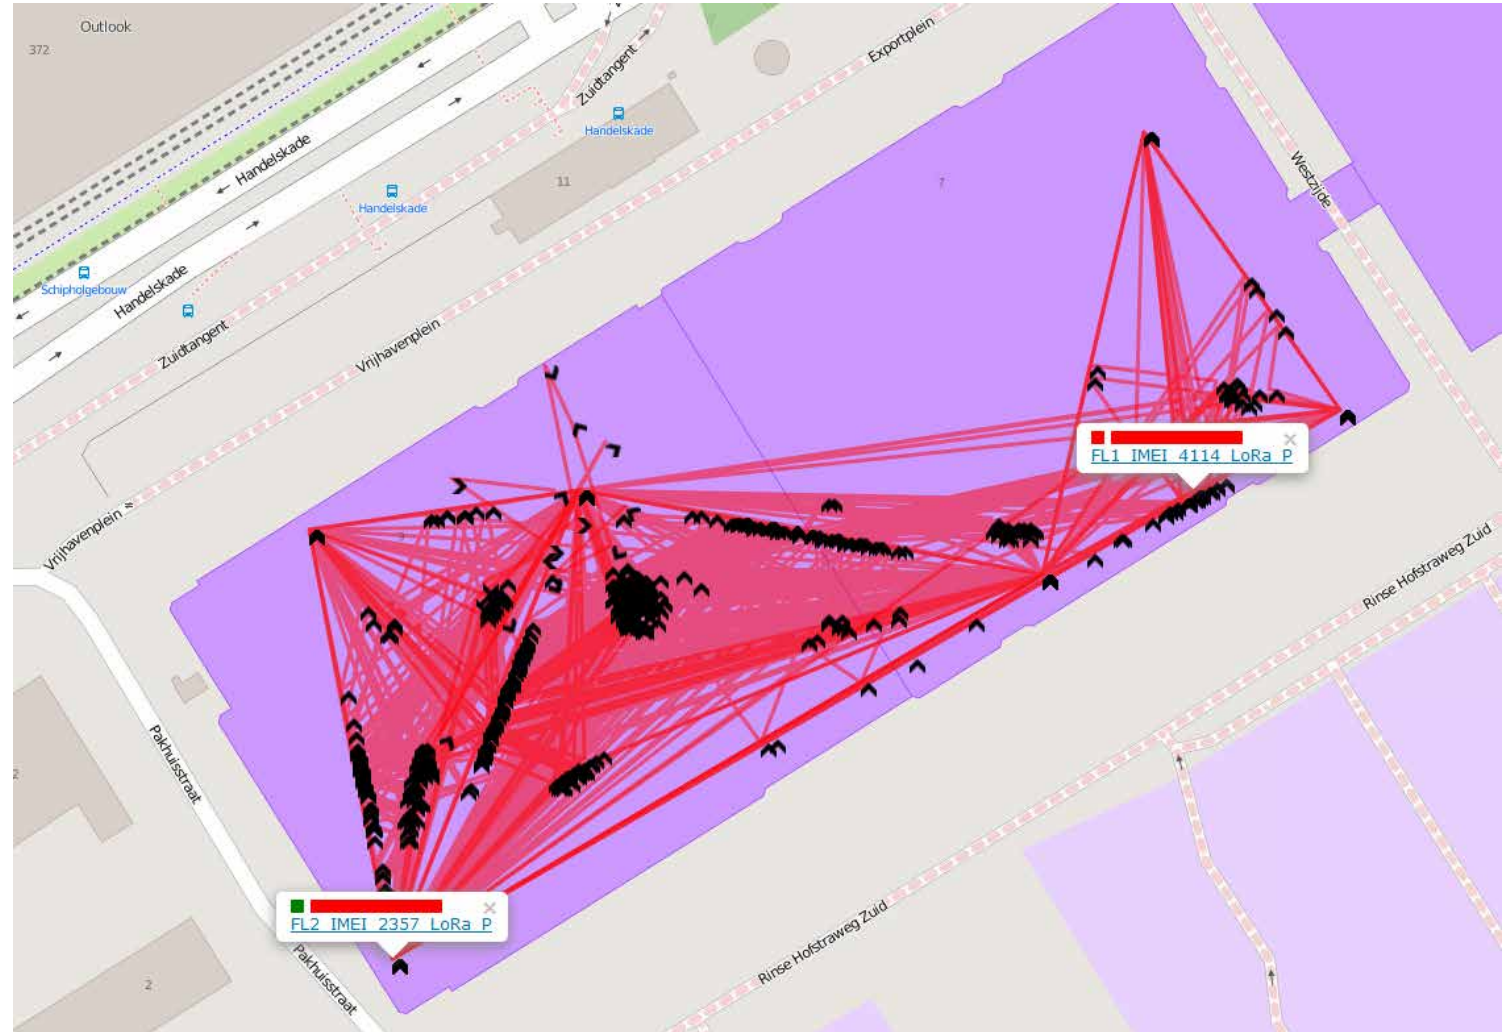 Outlook
372
Zuidtangent
Exportplein
Handelskade
Handelskade
11
7
Westzijde
Handelskade
Schipholgebouw
Handelskade
Zuidtangent
Vrijhavenplein
FL1 IMEI 4114 LoRa P
Vrijhavenplein
Rinse Hofstraweg Zuid
Pakhuisstraat
2
FL2 IMEI 2357 LoRa P
Rinse Hofstraweg Zuid
Pakhuisstraat
2